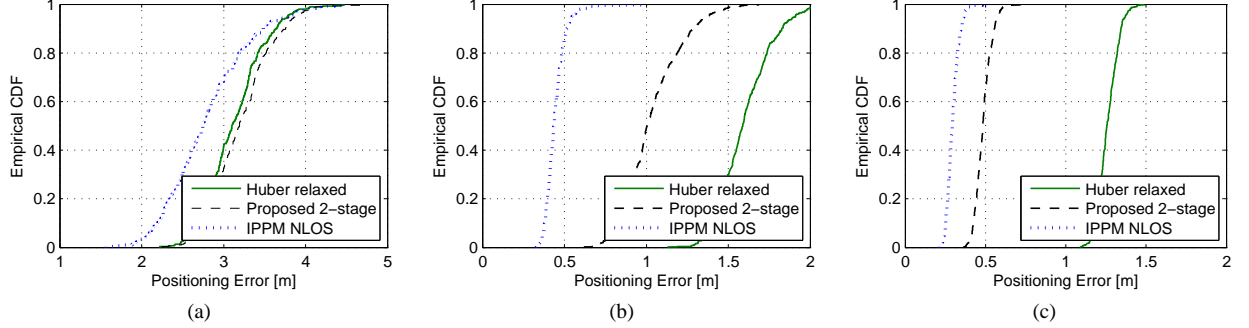 1
0.8
0.6
0.4
0.2
0
Empirical CDF
1 2 3 4 5
Positioning Error [m]
Huber relaxed
Proposed 2−stage
IPPM NLOS
(a)
1
0.8
0.6
0.4
0.2
0
Empirical CDF
0 0.5 1 1.5 2
Positioning Error [m]
Huber relaxed
Proposed 2−stage
IPPM NLOS
(b)
1
0.8
0.6
0.4
0.2
0
Empirical CDF
0 0.5 1 1.5 2
Positioning Error [m]
Huber relaxed
Proposed 2−stage
IPPM NLOS
(c)